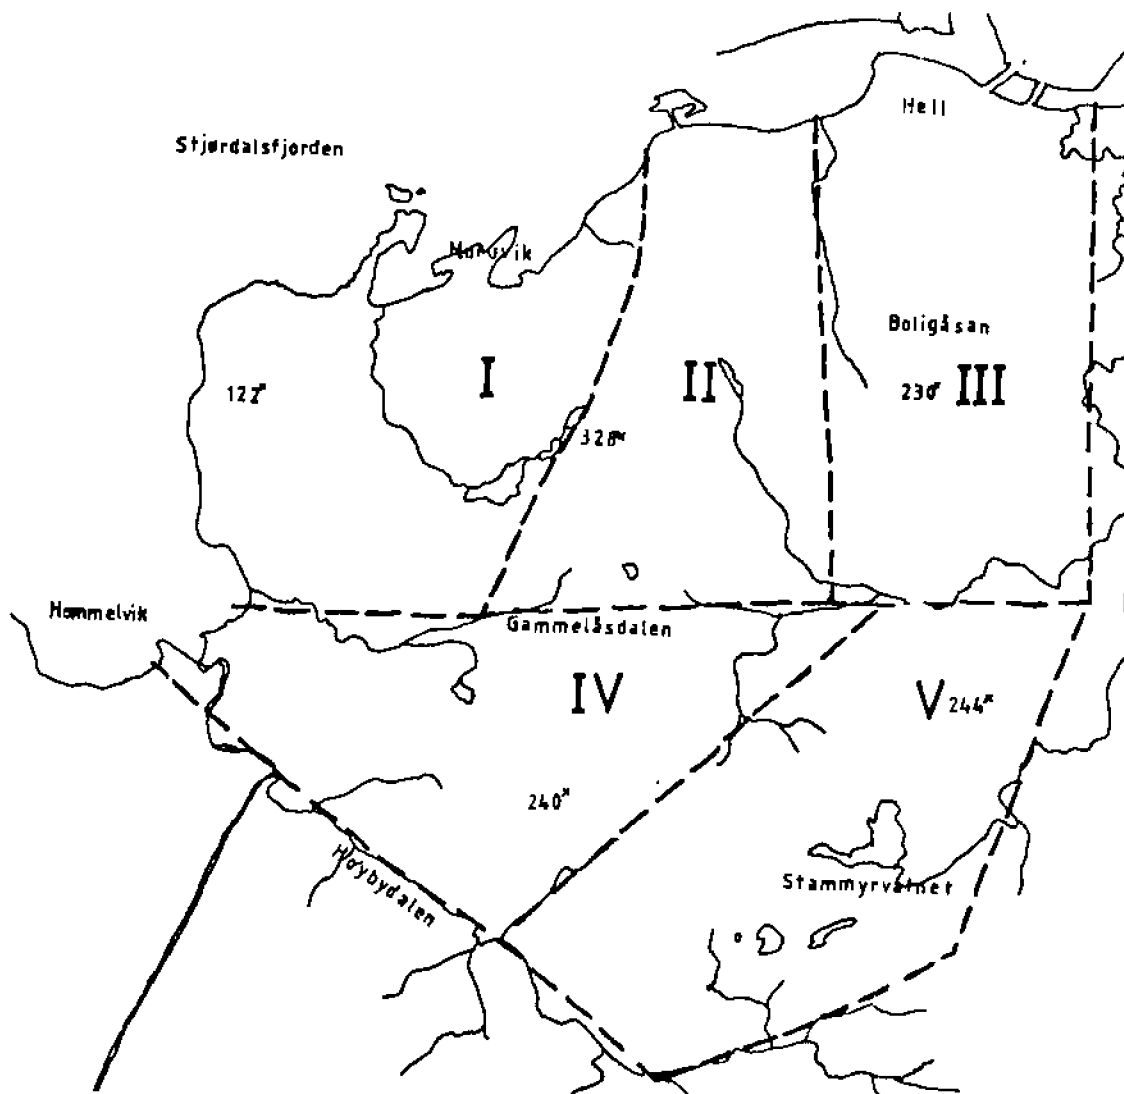 Hell
Stjørdalsfjorden
Boligåsan
I
II
III
122
230
328
Hommelvik
Gammelåsdalen
IV
V
244
240
Høybydalen
Stammyrvatnet